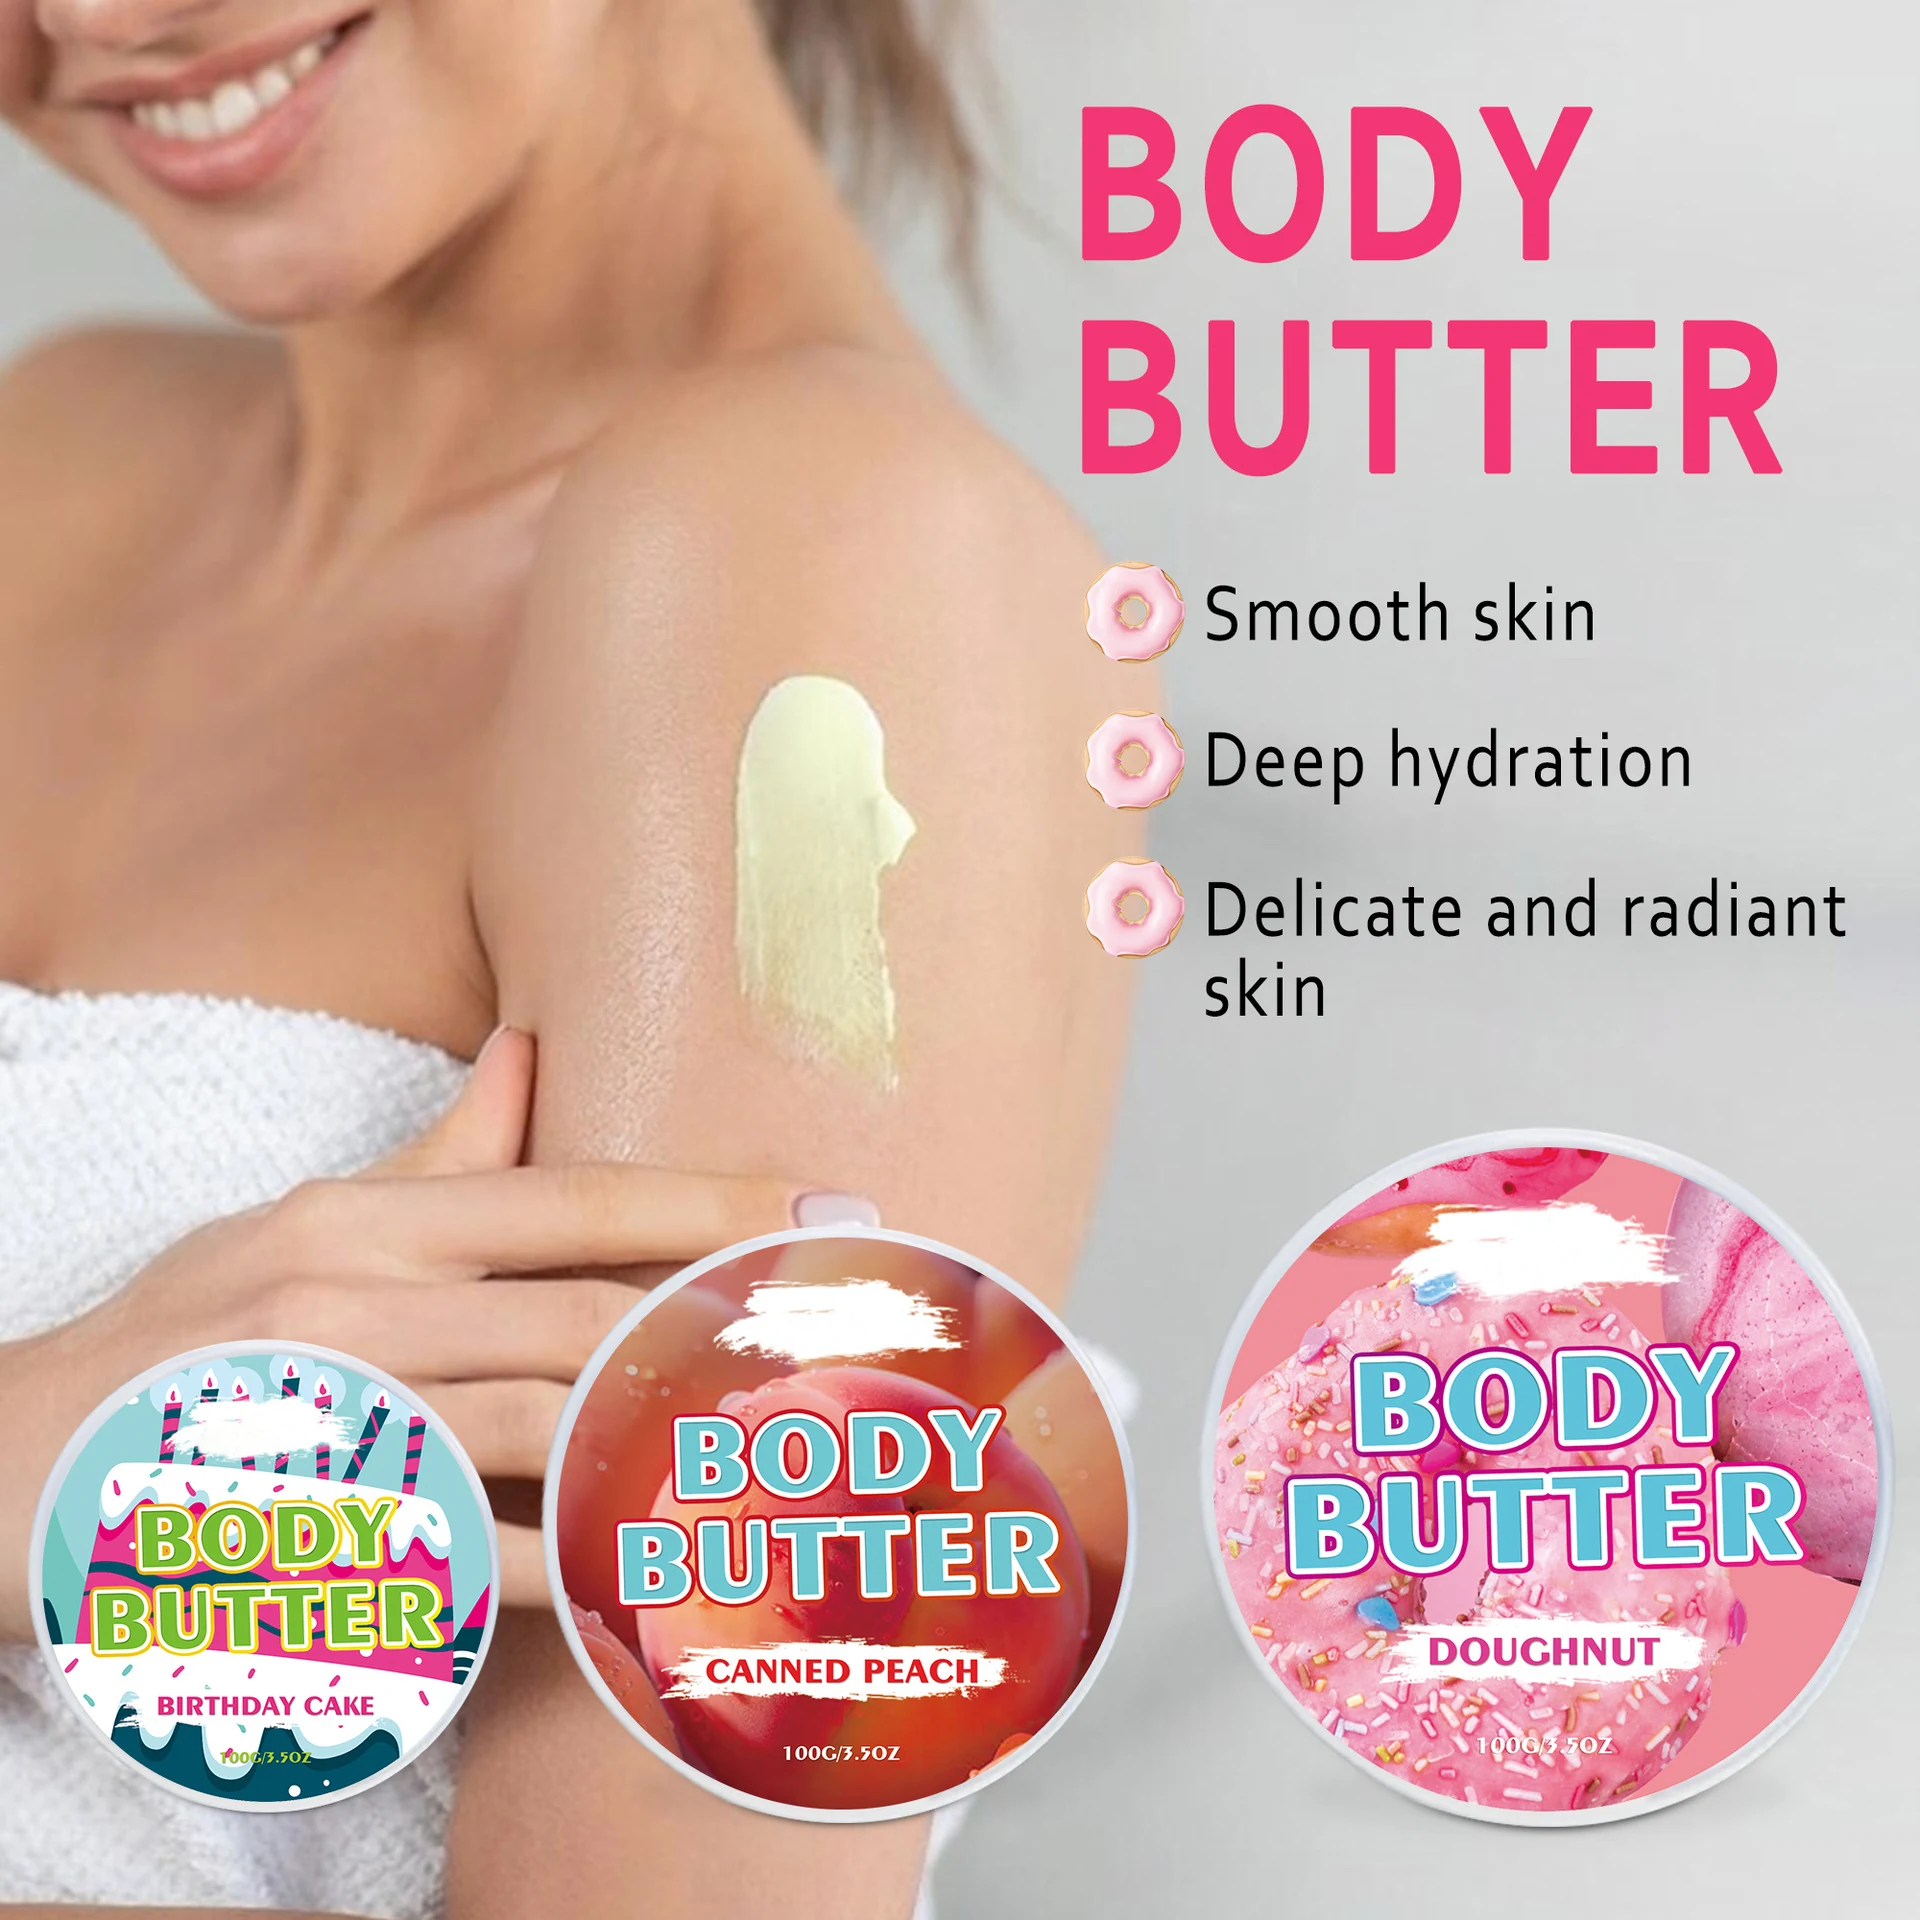 BODY
BUTTER
Smooth skin
Deep hydration
Delicate and radiant
skin
BODY
BUTTER
BIRTHDAY CAKE
100G/3.5OZ
BODY
BUTTER
CANNED PEACH
100G/3.5OZ
BODY
BUTTER
DOUGHNUT
100G/3.5OZ